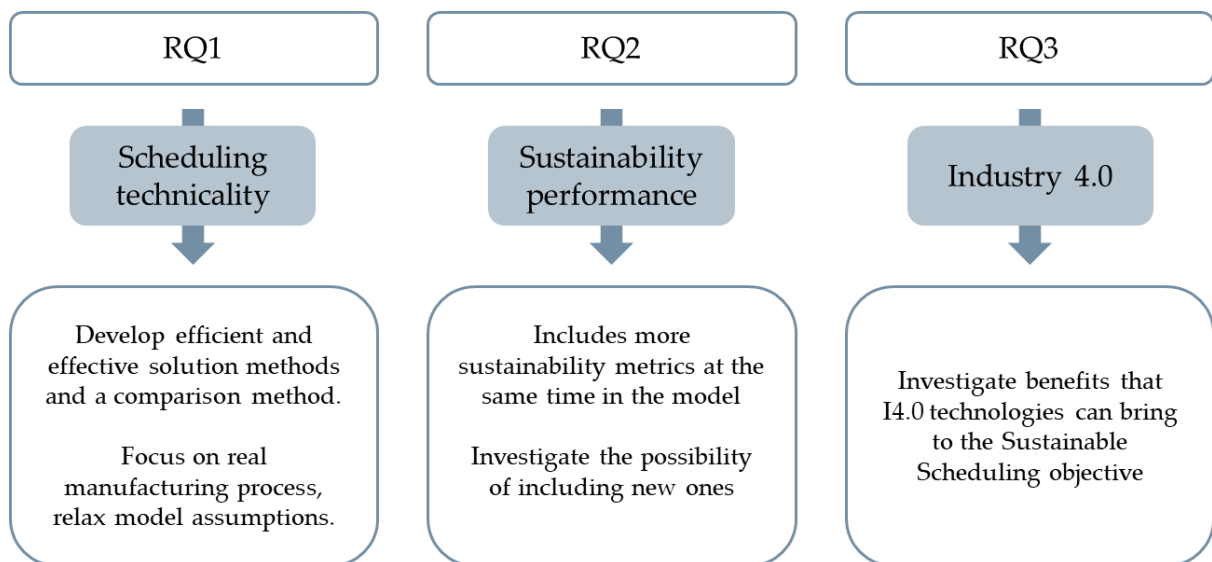 RQ1
Scheduling
technicality
Develop efficient and
effective solution methods
and a comparison method.
Focus on real
manufacturing process,
relax model assumptions.
RQ2
Sustainability
performance
Includes more
sustainability metrics at the
same time in the model
Investigate the possibility
of including new ones
RQ3
Industry 4.0
Investigate benefits that
I4.0 technologies can bring
to the Sustainable
Scheduling objective